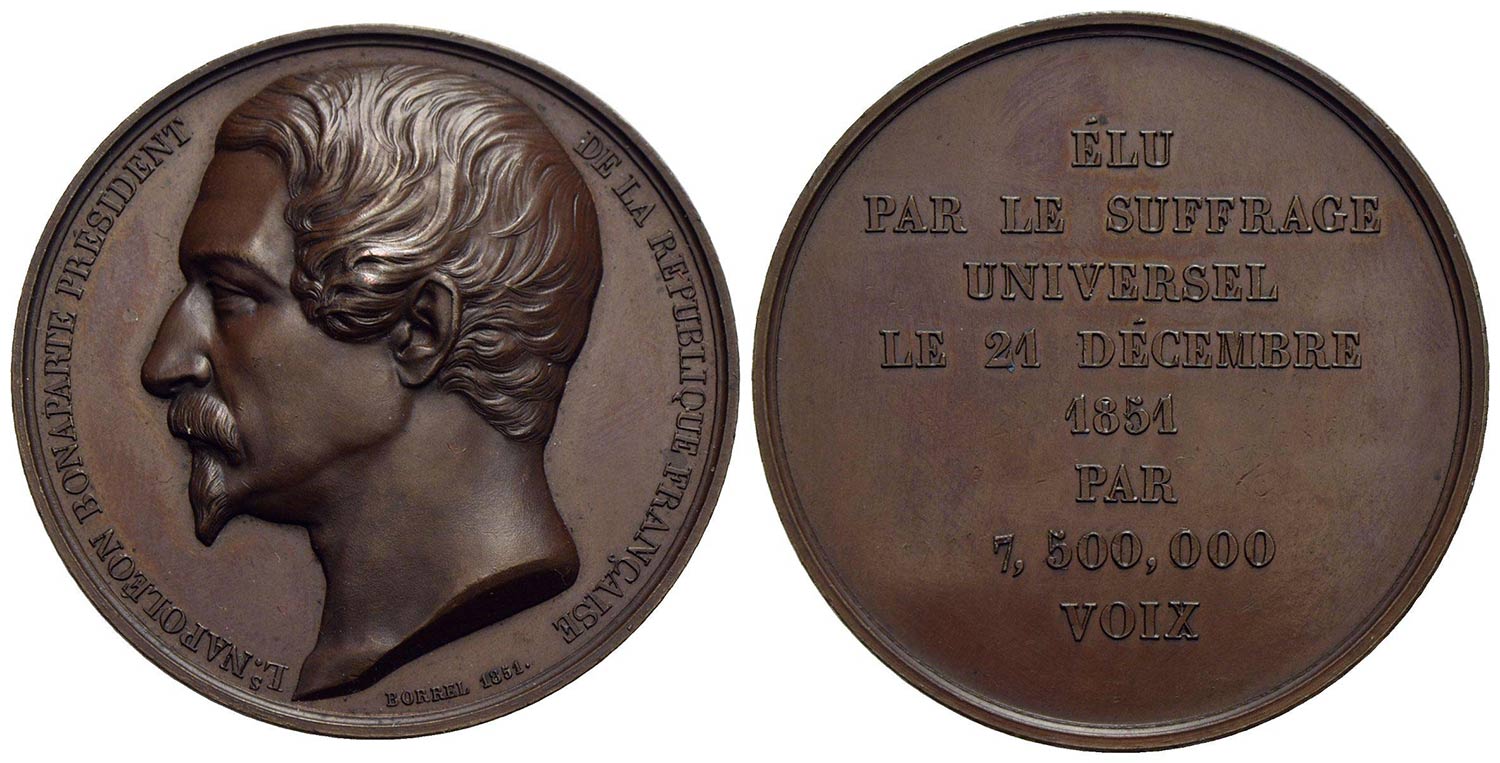 Ls. NAPOLÉON BONAPARTE PRÉSIDENT DE LA REPUBLIQUE FRANÇAISE
BORREL 1851.
ÉLU
PAR LE SUFFRAGE
UNIVERSEL
LE 21 DÉCEMBRE
1851
PAR
7,500,000
VOIX